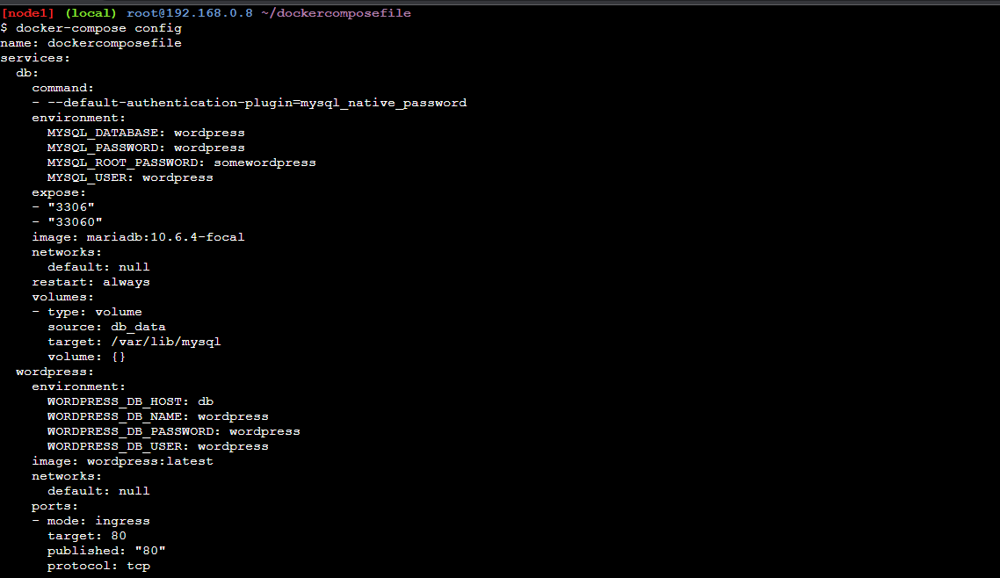 [node1] (local) root@192.168.0.8 ~/dockercomposefile
$ docker-compose config
name: dockercomposefile
services:
  db:
    command:
    - --default-authentication-plugin=mysql_native_password
    environment:
      MYSQL_DATABASE: wordpress
      MYSQL_PASSWORD: wordpress
      MYSQL_ROOT_PASSWORD: somewordpress
      MYSQL_USER: wordpress
    expose:
    - "3306"
    - "33060"
    image: mariadb:10.6.4-focal
    networks:
      default: null
    restart: always
    volumes:
    - type: volume
      source: db_data
      target: /var/lib/mysql
      volume: {}
  wordpress:
    environment:
      WORDPRESS_DB_HOST: db
      WORDPRESS_DB_NAME: wordpress
      WORDPRESS_DB_PASSWORD: wordpress
      WORDPRESS_DB_USER: wordpress
    image: wordpress:latest
    networks:
      default: null
    ports:
    - mode: ingress
      target: 80
      published: "80"
      protocol: tcp